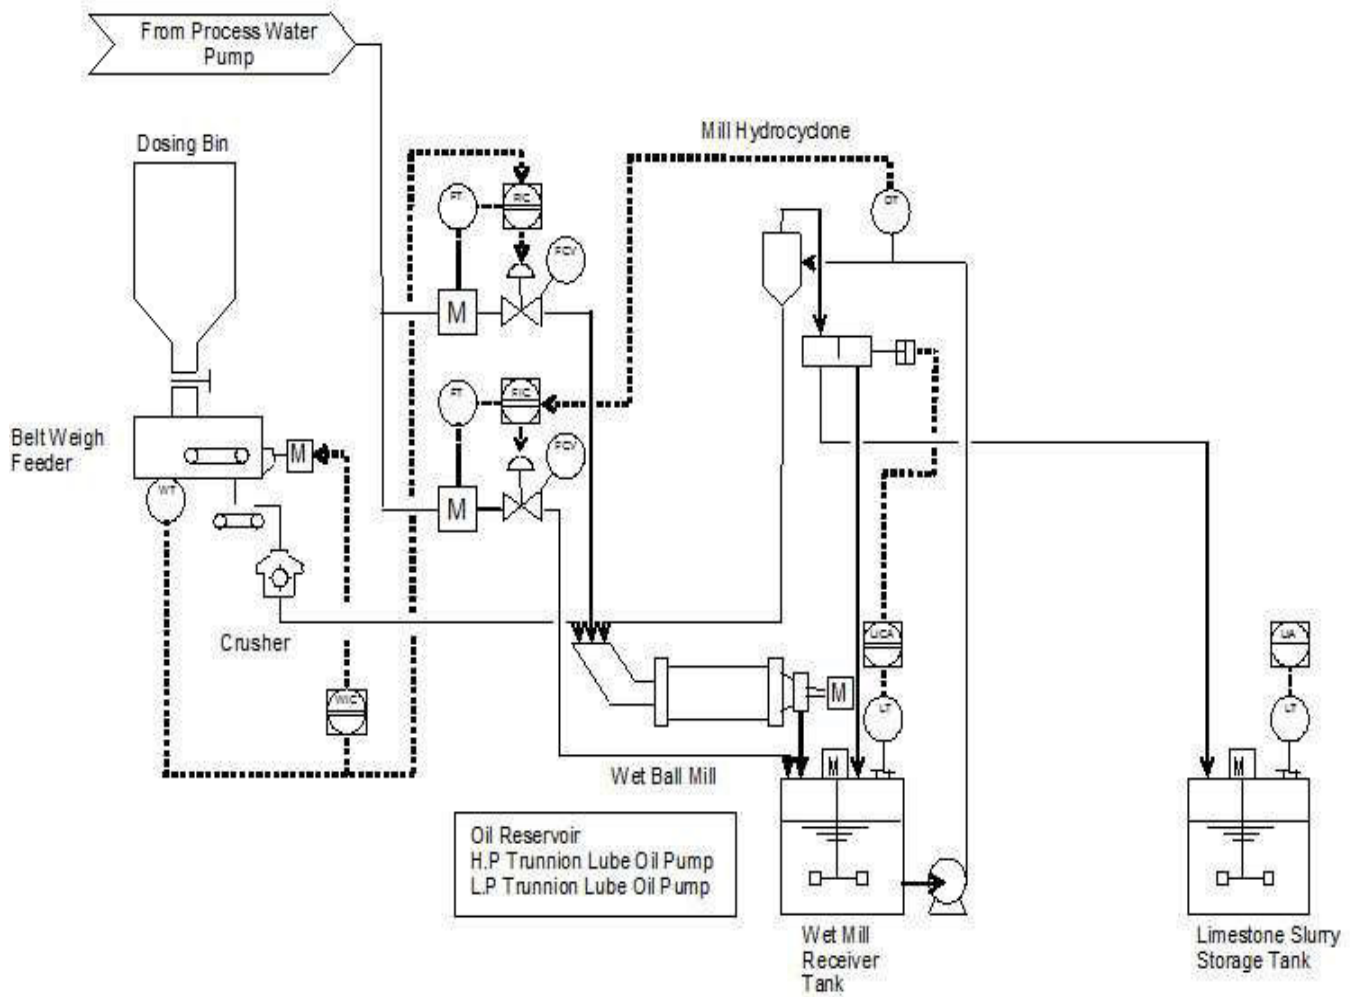 From Process Water
Pump
Dosing Bin
Mill Hydrocyclone
FT
FIC
DT
FCV
M
FT
FIC
FCV
Belt Weigh
Feeder
M
WT
M
Crusher
LICA
LIA
WIC
M
LT
LT
Wet Ball Mill
M
M
Oil Reservoir
H.P Trunnion Lube Oil Pump
L.P Trunnion Lube Oil Pump
Wet Mill
Receiver
Tank
Limestone Slurry
Storage Tank